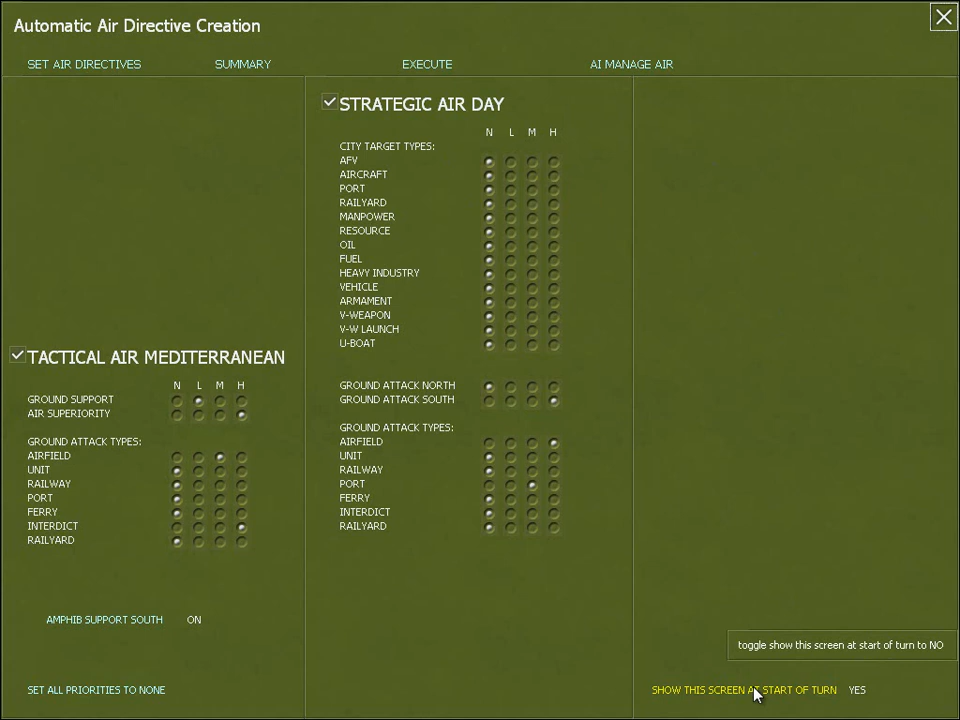 Automatic Air Directive Creation
SET AIR DIRECTIVES SUMMARY EXECUTE AI MANAGE AIR
TACTICAL AIR MEDITERRANEAN
N L M H
GROUND SUPPORT
AIR SUPERIORITY
GROUND ATTACK TYPES:
AIRFIELD
UNIT
RAILWAY
PORT
FERRY
INTERDICT
RAILYARD
AMPHIB SUPPORT SOUTH ON
SET ALL PRIORITIES TO NONE
STRATEGIC AIR DAY
N L M H
CITY TARGET TYPES:
AFV
AIRCRAFT
PORT
RAILYARD
MANPOWER
RESOURCE
OIL
FUEL
HEAVY INDUSTRY
VEHICLE
ARMAMENT
V-WEAPON
V-W LAUNCH
U-BOAT
GROUND ATTACK NORTH
GROUND ATTACK SOUTH
GROUND ATTACK TYPES:
AIRFIELD
UNIT
RAILWAY
PORT
FERRY
INTERDICT
RAILYARD
toggle show this screen at start of turn to NO
SHOW THIS SCREEN AT START OF TURN YES